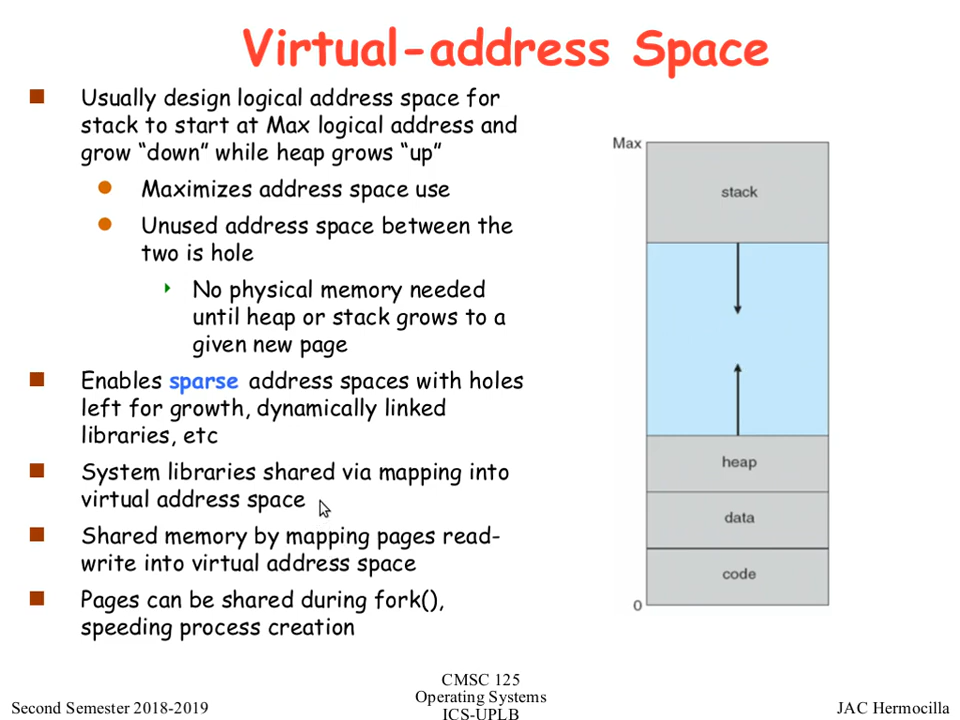 Virtual-address Space
Usually design logical address space for
stack to start at Max logical address and
grow “down” while heap grows “up”
Maximizes address space use
Unused address space between the
two is hole
No physical memory needed
until heap or stack grows to a
given new page
Enables sparse address spaces with holes
left for growth, dynamically linked
libraries, etc
System libraries shared via mapping into
virtual address space
Shared memory by mapping pages read-
write into virtual address space
Pages can be shared during fork(),
speeding process creation
Max
stack
heap
data
code
0
Second Semester 2018-2019
CMSC 125
Operating Systems
ICS-UPLB
JAC Hermocilla